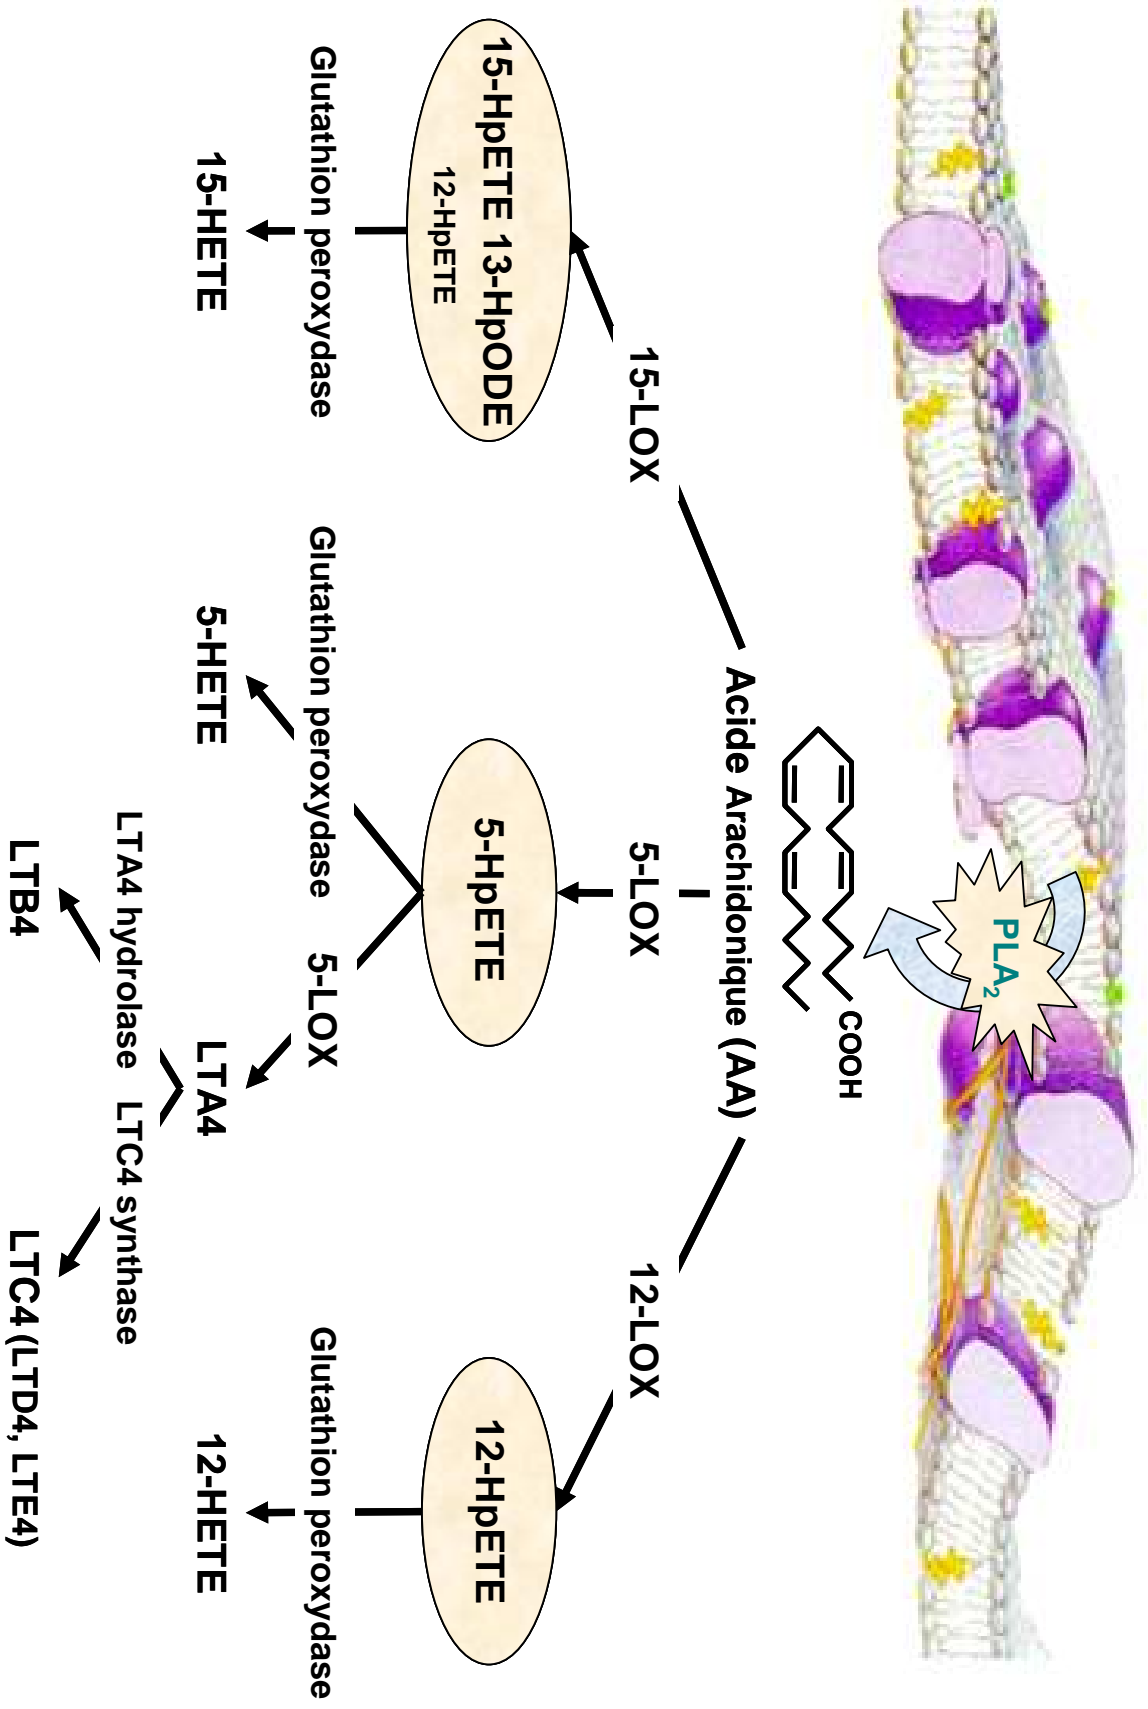 PLA2
COOH
Acide Arachidonique (AA)
15-LOX
5-LOX
12-LOX
15-HpETE 13-HpODE
12-HpETE
5-HpETE
12-HpETE
Glutathion peroxydase
Glutathion peroxydase
5-LOX
Glutathion peroxydase
15-HETE
5-HETE
LTA4
12-HETE
LTA4 hydrolase
LTC4 synthase
LTB4
LTC4 (LTD4, LTE4)